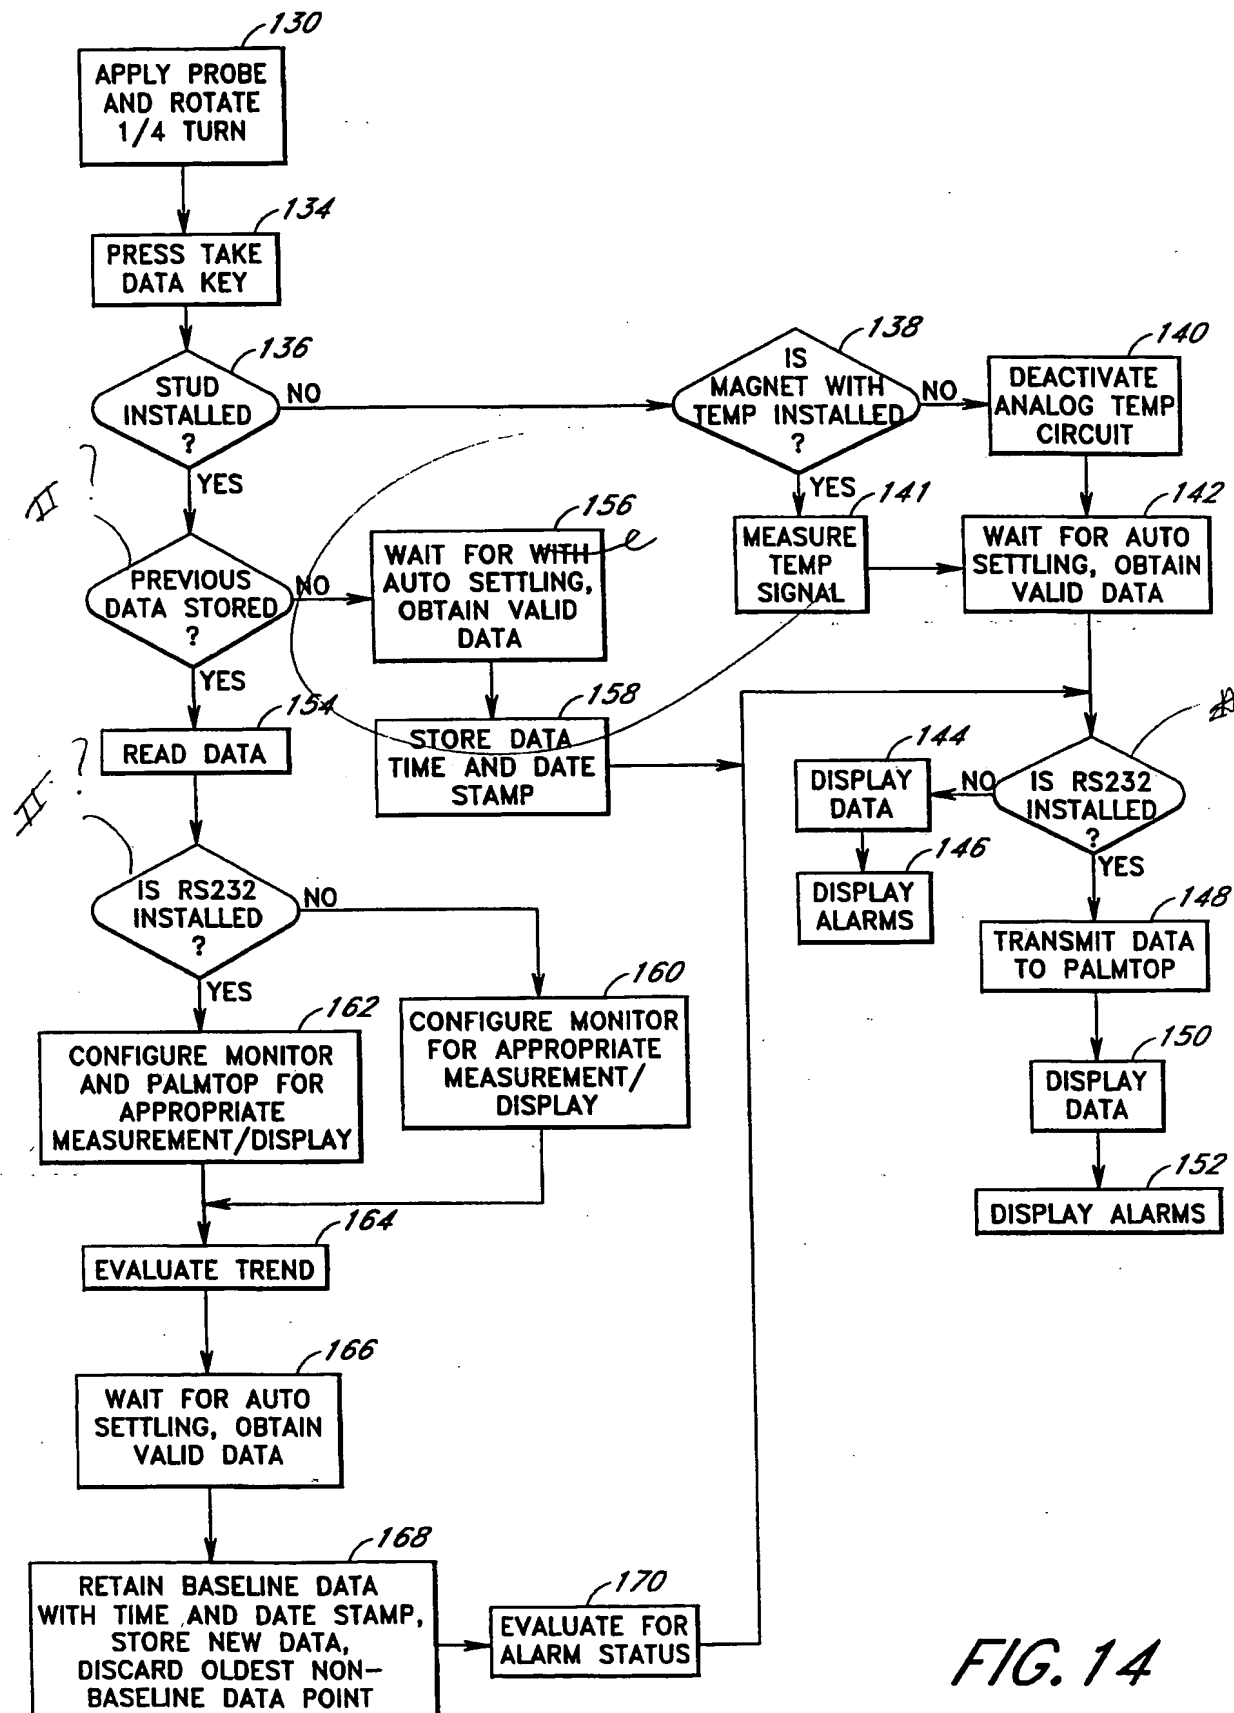 130
APPLY PROBE
AND ROTATE
1/4 TURN
134
PRESS TAKE
DATA KEY
136
STUD
INSTALLED
?
NO
YES
138
IS
MAGNET WITH
TEMP INSTALLED
?
NO
YES
140
DEACTIVATE
ANALOG TEMP
CIRCUIT
141
MEASURE
TEMP
SIGNAL
142
WAIT FOR AUTO
SETTLING, OBTAIN
VALID DATA
II ?
PREVIOUS
DATA STORED
?
NO
YES
156
WAIT FOR WITH
AUTO SETTLING,
OBTAIN VALID
DATA
158
STORE DATA
TIME AND DATE
STAMP
154
READ DATA
II ?
IS RS232
INSTALLED
?
NO
YES
IS RS232
INSTALLED
?
NO
YES
144
DISPLAY
DATA
146
DISPLAY
ALARMS
148
TRANSMIT DATA
TO PALMTOP
150
DISPLAY
DATA
152
DISPLAY ALARMS
160
CONFIGURE MONITOR
FOR APPROPRIATE
MEASUREMENT/
DISPLAY
162
CONFIGURE MONITOR
AND PALMTOP FOR
APPROPRIATE
MEASUREMENT/DISPLAY
164
EVALUATE TREND
166
WAIT FOR AUTO
SETTLING, OBTAIN
VALID DATA
168
RETAIN BASELINE DATA
WITH TIME AND DATE STAMP,
STORE NEW DATA,
DISCARD OLDEST NON-
BASELINE DATA POINT
170
EVALUATE FOR
ALARM STATUS
FIG. 14